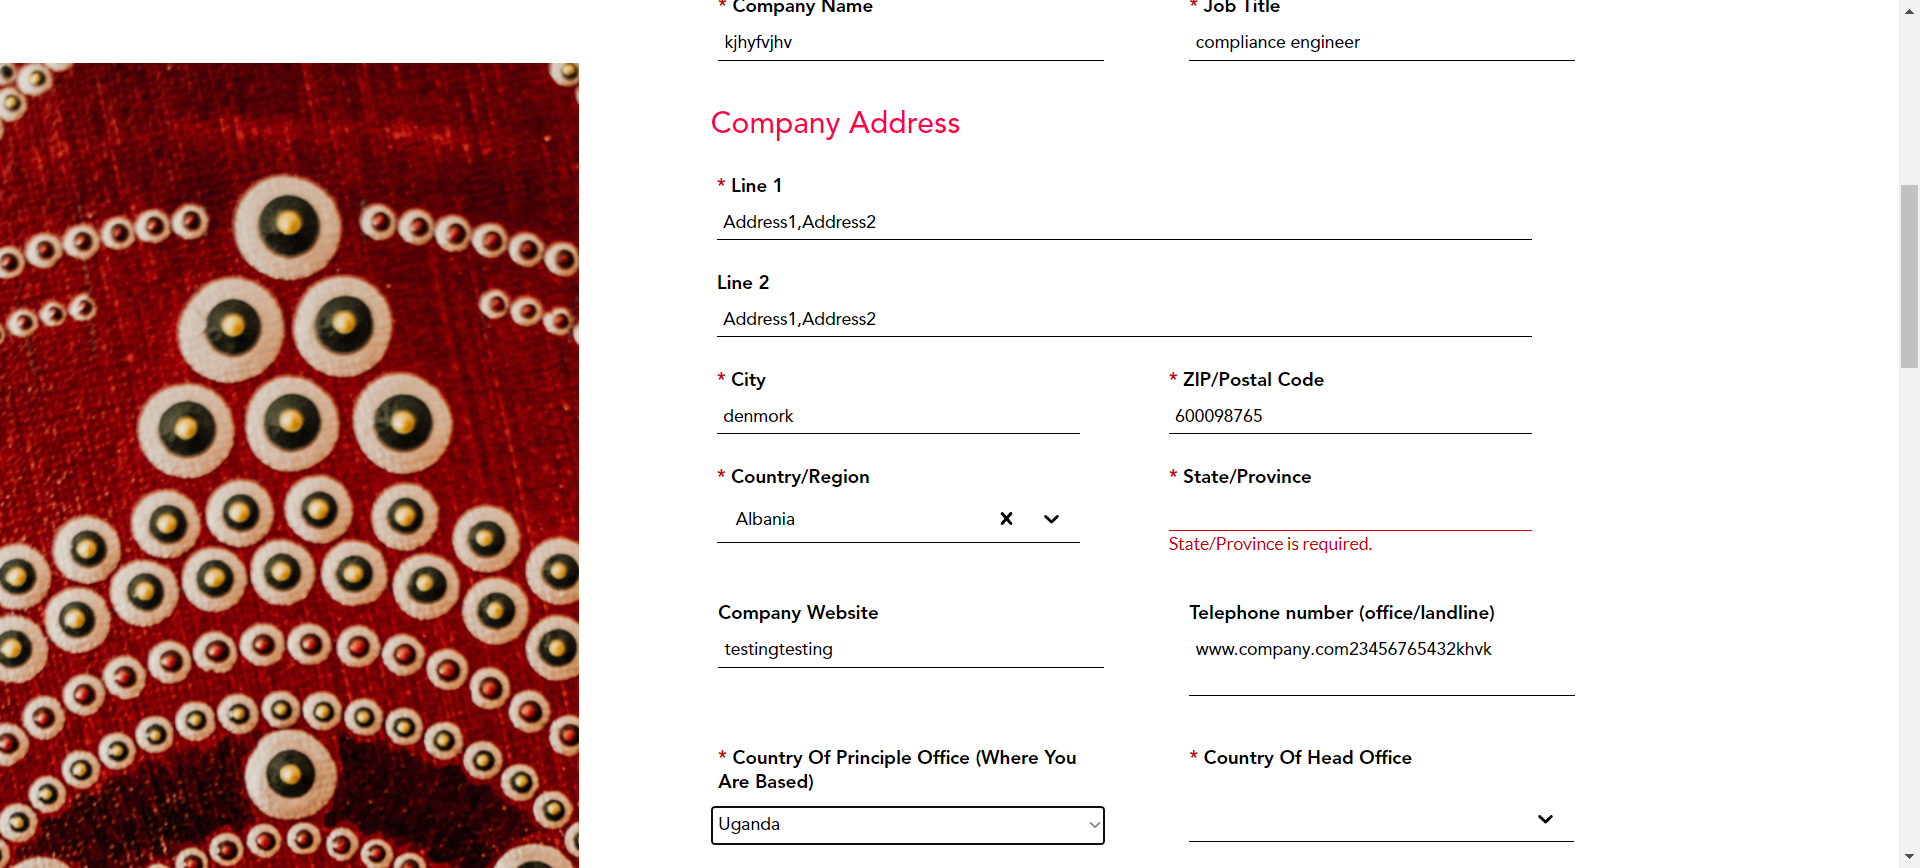 * Company Name
* Job Title
kjhyfvjhv
compliance engineer
Company Address
* Line 1
Address1,Address2
Line 2
Address1,Address2
* City
* ZIP/Postal Code
denmork
600098765
* Country/Region
* State/Province
Albania
State/Province is required.
Company Website
Telephone number (office/landline)
testingtesting
www.company.com23456765432khvk
* Country Of Principle Office (Where You
Are Based)
* Country Of Head Office
Uganda